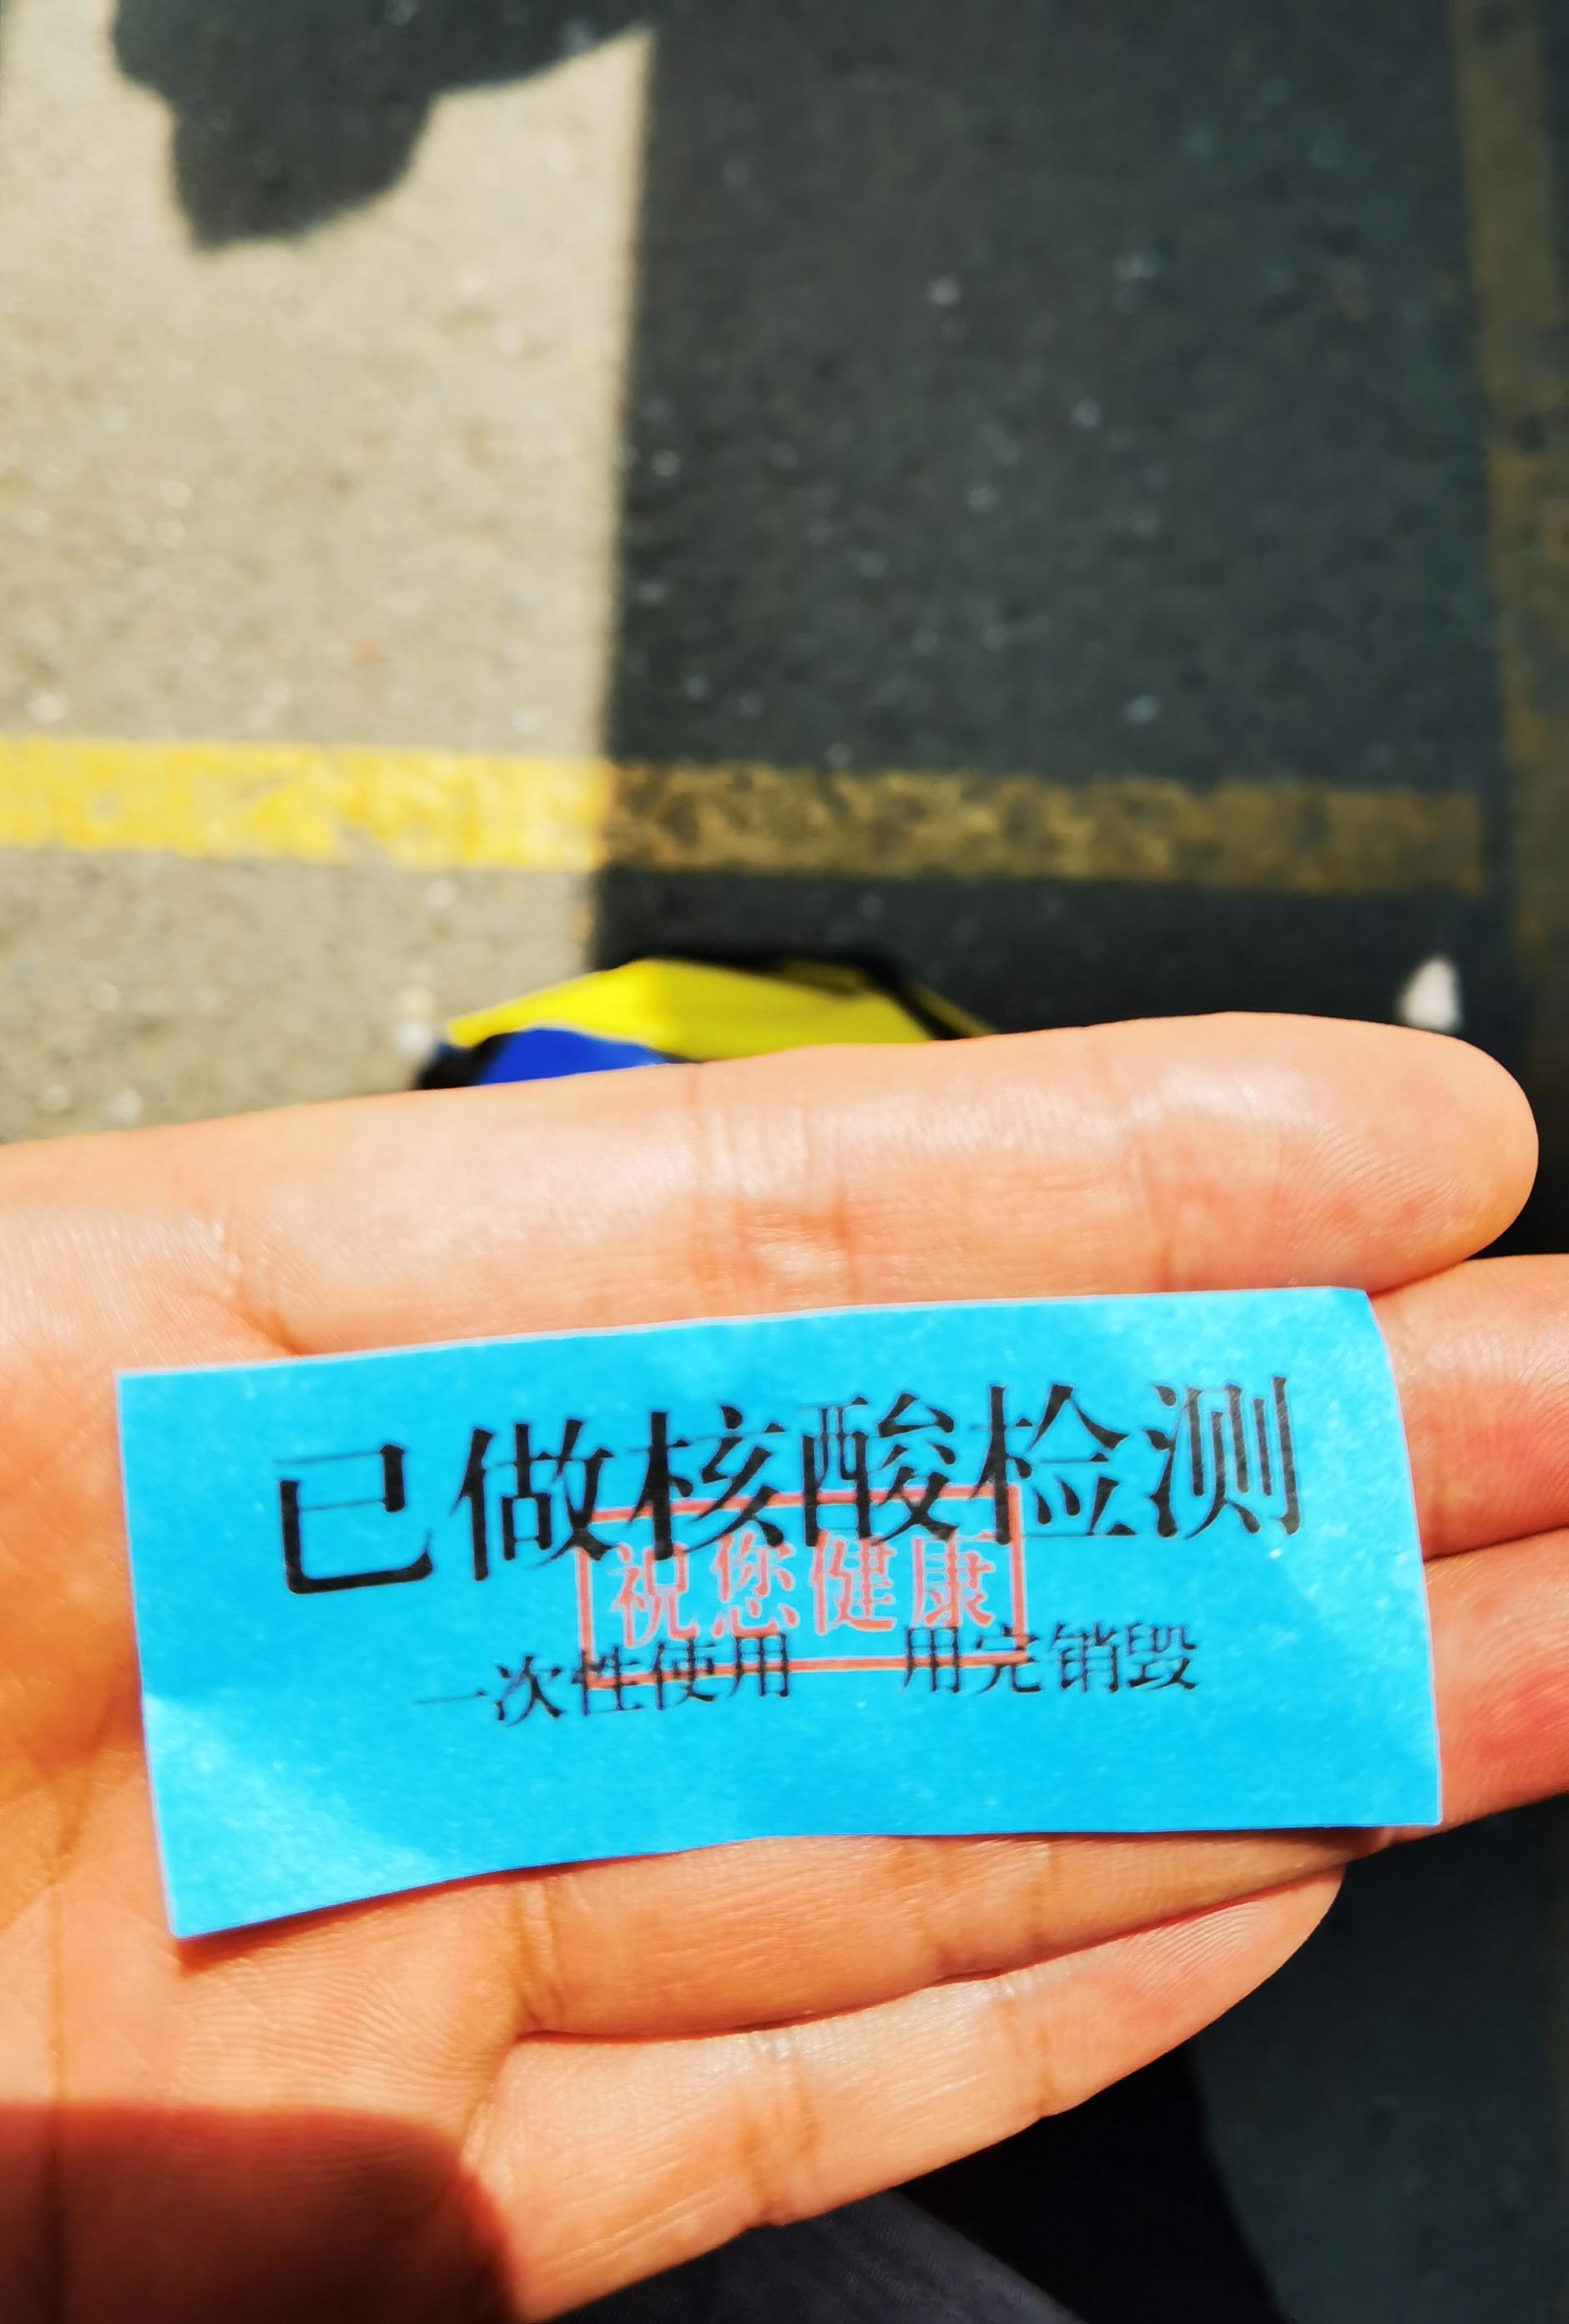 已做核酸检测
祝您健康
一次性使用 用完销毁